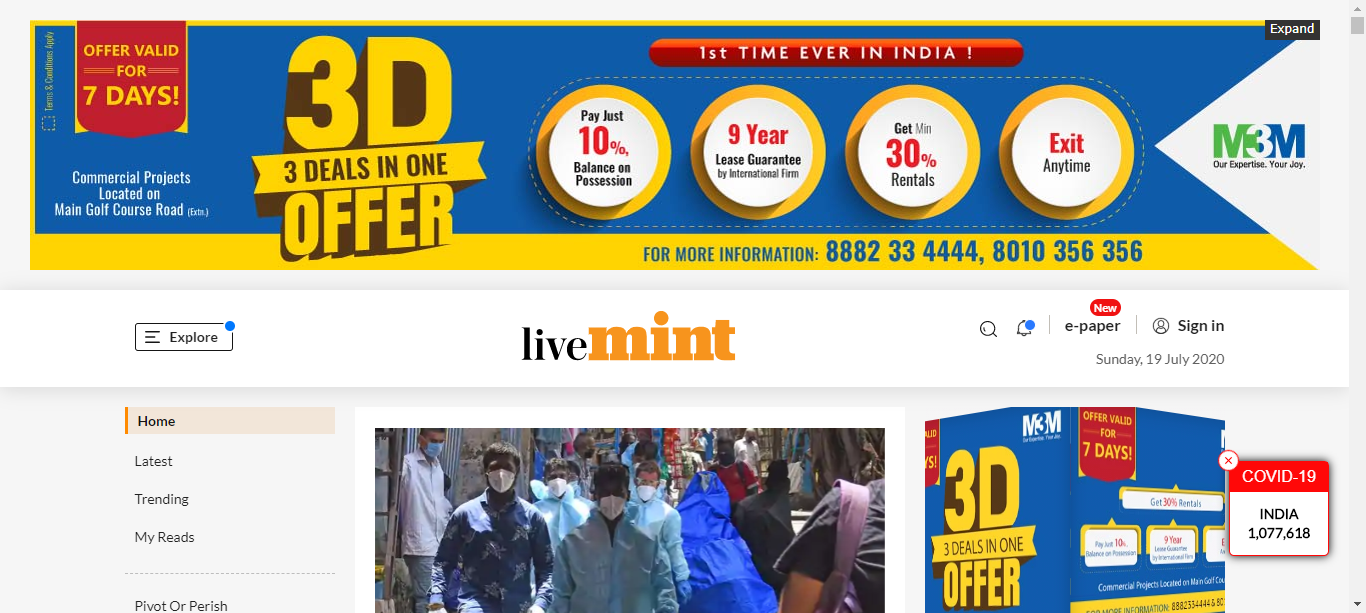 Expand
Terms & Conditions Apply
OFFER VALID
FOR
7 DAYS!
Commercial Projects
Located on
Main Golf Course Road (Extn.)
3D
3 DEALS IN ONE
OFFER
1st TIME EVER IN INDIA !
Pay Just
10%,
Balance on
Possession
9 Year
Lease Guarantee
by International Firm
Get Min
30%
Rentals
Exit
Anytime
M3M
Our Expertise. Your Joy.
FOR MORE INFORMATION: 8882 33 4444, 8010 356 356
Explore
livemint
New
e-paper
Sign in
Sunday, 19 July 2020
Home
Latest
Trending
My Reads
Pivot Or Perish
M3M
Our Expertise. Your Joy.
3D
3 DEALS IN ONE
OFFER
OFFER VALID
FOR
7 DAYS!
Get 30% Rentals
Pay Just 10%,
Balance on Possession
9 Year
Lease Guarantee
by International Firm
Commercial Projects Located on Main Golf Cou
FOR MORE INFORMATION: 8882334444 & 80
COVID-19
INDIA
1,077,618